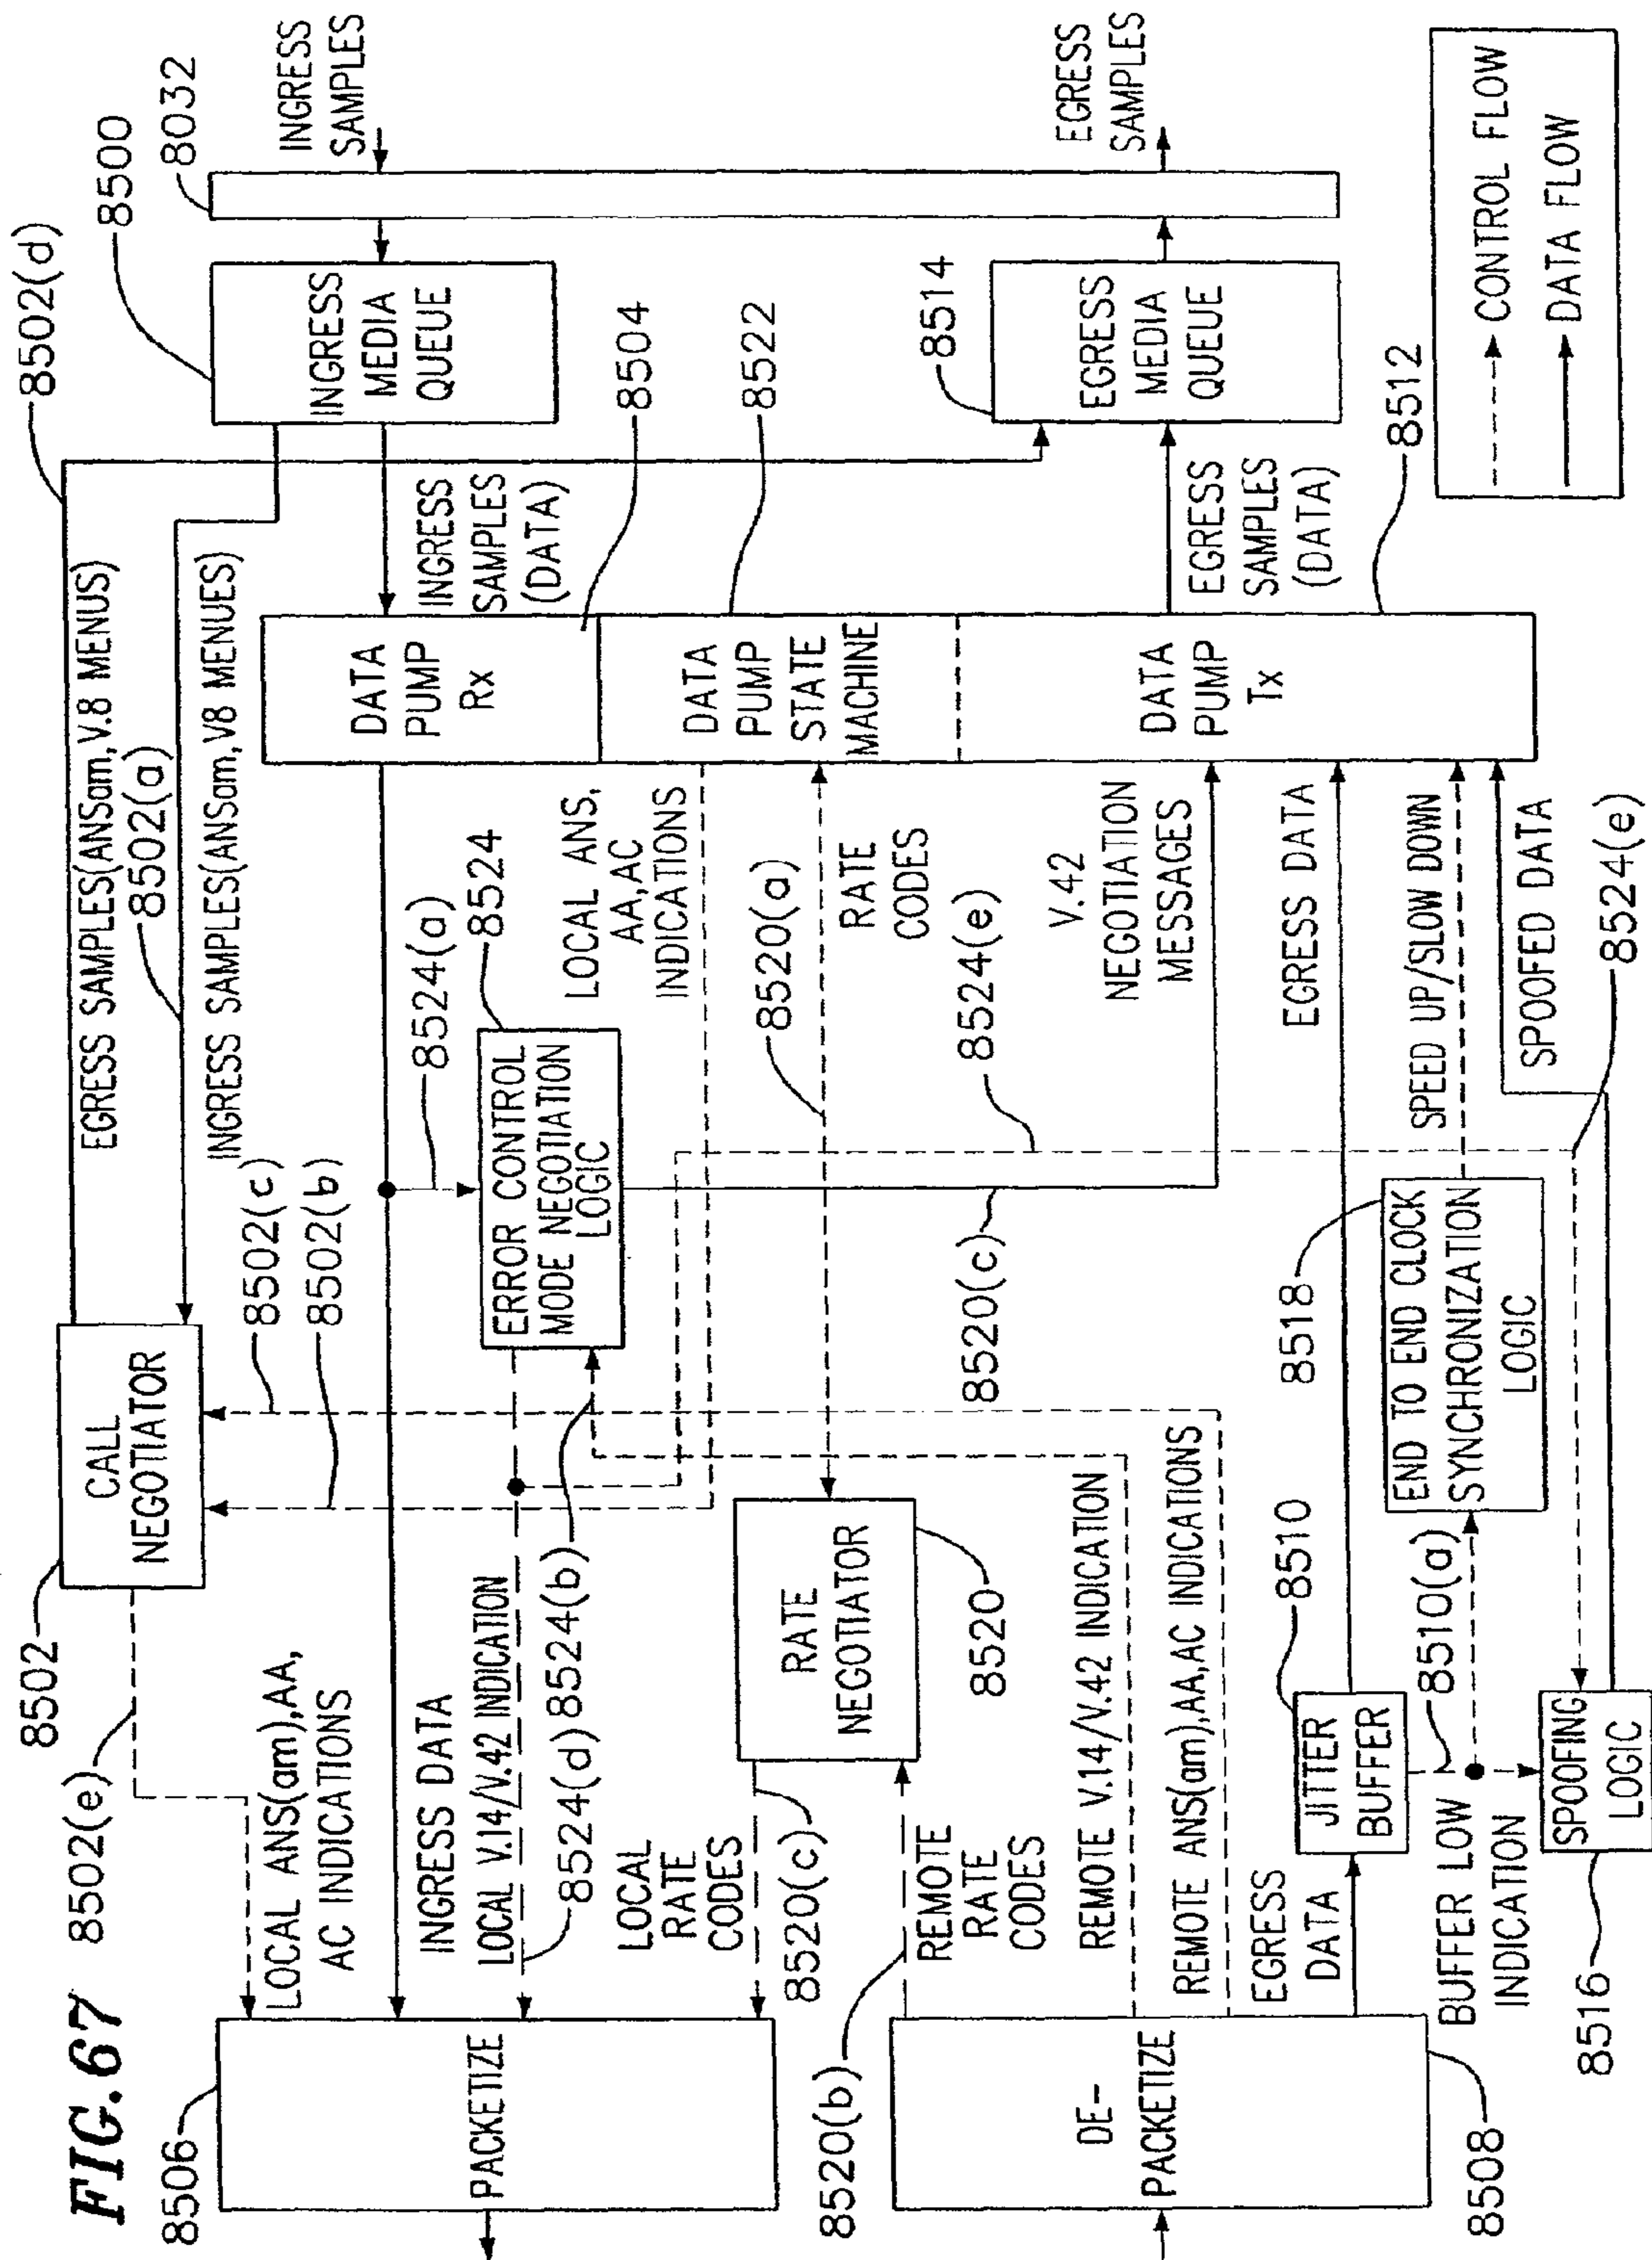 FIG. 67
8506
PACKETIZE
8502(e)
8502
CALL
NEGOTIATOR
LOCAL ANS(am),AA,
AC INDICATIONS
8502(c)
8502(b)
EGRESS SAMPLES(ANSam,V.8 MENUS)
8502(a)
INGRESS SAMPLES(ANSam,V8 MENUES)
8502(d)
8500
8032
INGRESS
MEDIA
QUEUE
INGRESS
SAMPLES
INGRESS
SAMPLES
(DATA)
8504
DATA
PUMP
Rx
INGRESS DATA
LOCAL V.14/V.42 INDICATION
8524(d)
8524(b)
8524(a)
8524
ERROR CONTROL
MODE NEGOTIATION
LOGIC
LOCAL ANS,
AA,AC
INDICATIONS
DATA
PUMP
STATE
MACHINE
8522
LOCAL
RATE
CODES
8520(c)
RATE
NEGOTIATOR
8520
8520(a)
RATE
CODES
8520(b)
REMOTE
RATE
CODES
8520(c)
8524(e)
V.42
NEGOTIATION
MESSAGES
DATA
PUMP
Tx
8512
EGRESS
SAMPLES
(DATA)
8514
EGRESS
MEDIA
QUEUE
EGRESS
SAMPLES
DE-
PACKETIZE
8508
REMOTE V.14/V.42 INDICATION
REMOTE ANS(am),AA,AC INDICATIONS
EGRESS
DATA
8510
JITTER
BUFFER
EGRESS DATA
8510(a)
8518
END TO END CLOCK
SYNCHRONIZATION
LOGIC
SPEED UP/SLOW DOWN
BUFFER LOW
INDICATION
8516
SPOOFING
LOGIC
SPOOFED DATA
8524(e)
CONTROL FLOW
DATA FLOW